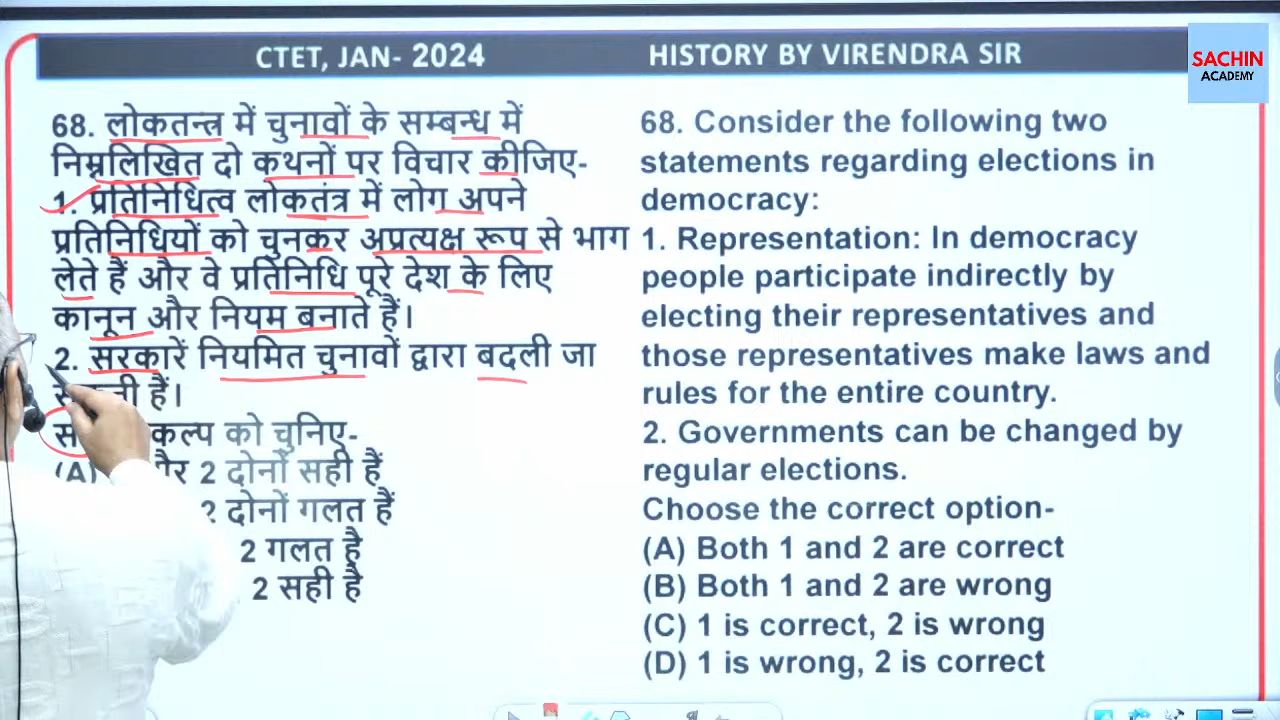 CTET, JAN- 2024
HISTORY BY VIRENDRA SIR
SACHIN
ACADEMY
68. लोकतन्त्र में चुनावों के सम्बन्ध में
निम्नलिखित दो कथनों पर विचार कीजिए-
1. प्रतिनिधित्व लोकतंत्र में लोग अपने
प्रतिनिधियों को चुनकर अप्रत्यक्ष रूप से भाग
लेते हैं और वे प्रतिनिधि पूरे देश के लिए
कानून और नियम बनाते हैं।
2. सरकारें नियमित चुनावों द्वारा बदली जा
हैं।
को चुनिए-
(A) 2 दोनों सही हैं
2 दोनों गलत हैं
2 गलत है
2 सही है
68. Consider the following two
statements regarding elections in
democracy:
1. Representation: In democracy
people participate indirectly by
electing their representatives and
those representatives make laws and
rules for the entire country.
2. Governments can be changed by
regular elections.
Choose the correct option-
(A) Both 1 and 2 are correct
(B) Both 1 and 2 are wrong
(C) 1 is correct, 2 is wrong
(D) 1 is wrong, 2 is correct